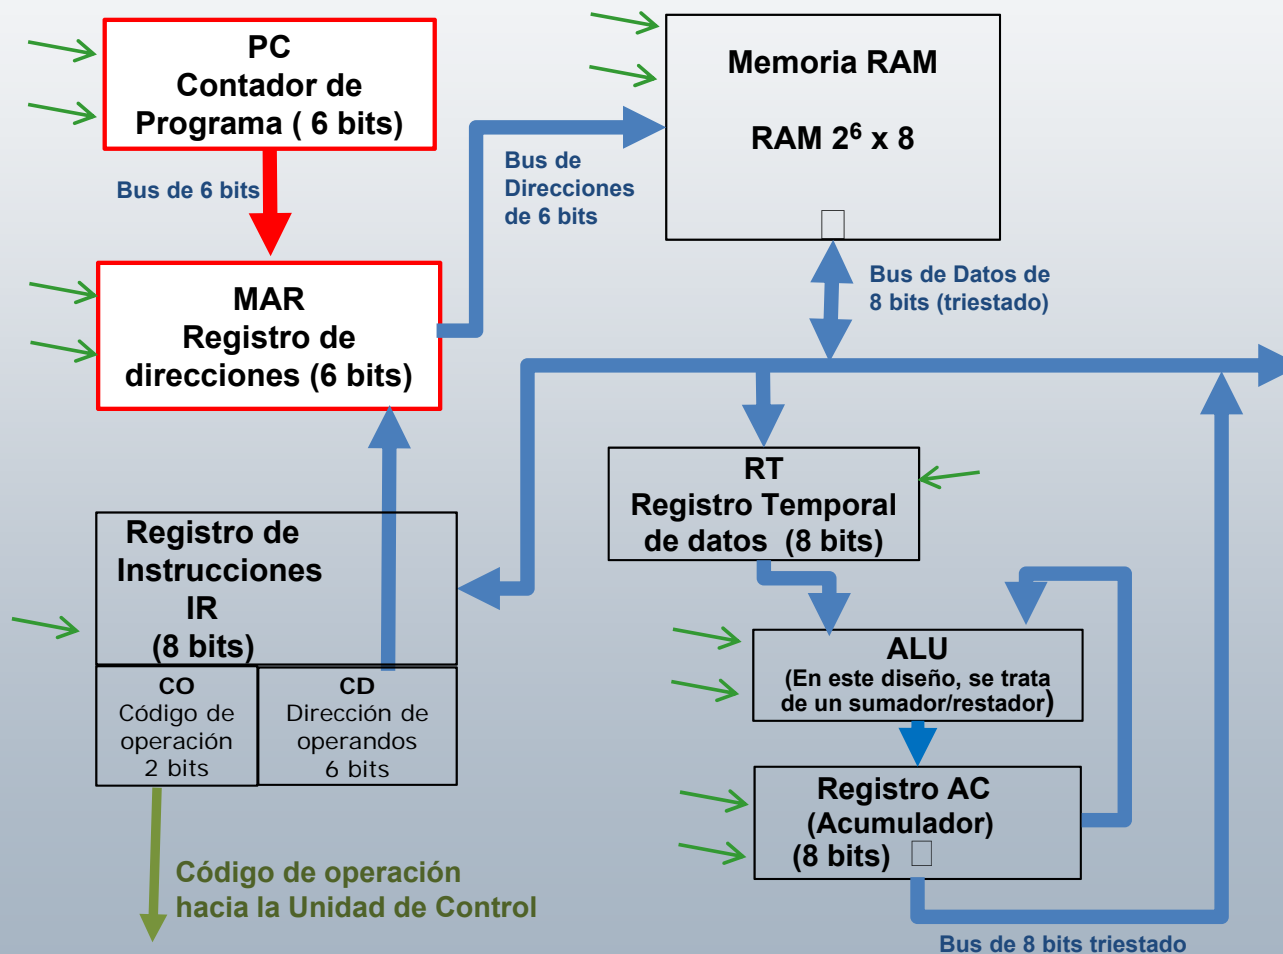 PC
Contador de
Programa ( 6 bits)
Bus de 6 bits
MAR
Registro de
direcciones (6 bits)
Bus de
Direcciones
de 6 bits
Memoria RAM
RAM 2⁶ x 8
Bus de Datos de
8 bits (triestado)
RT
Registro Temporal
de datos (8 bits)
Registro de
Instrucciones
IR
(8 bits)
CO
Código de
operación
2 bits
CD
Dirección de
operandos
6 bits
ALU
(En este diseño, se trata
de un sumador/restador)
Registro AC
(Acumulador)
(8 bits)
Código de operación
hacia la Unidad de Control
Bus de 8 bits triestado